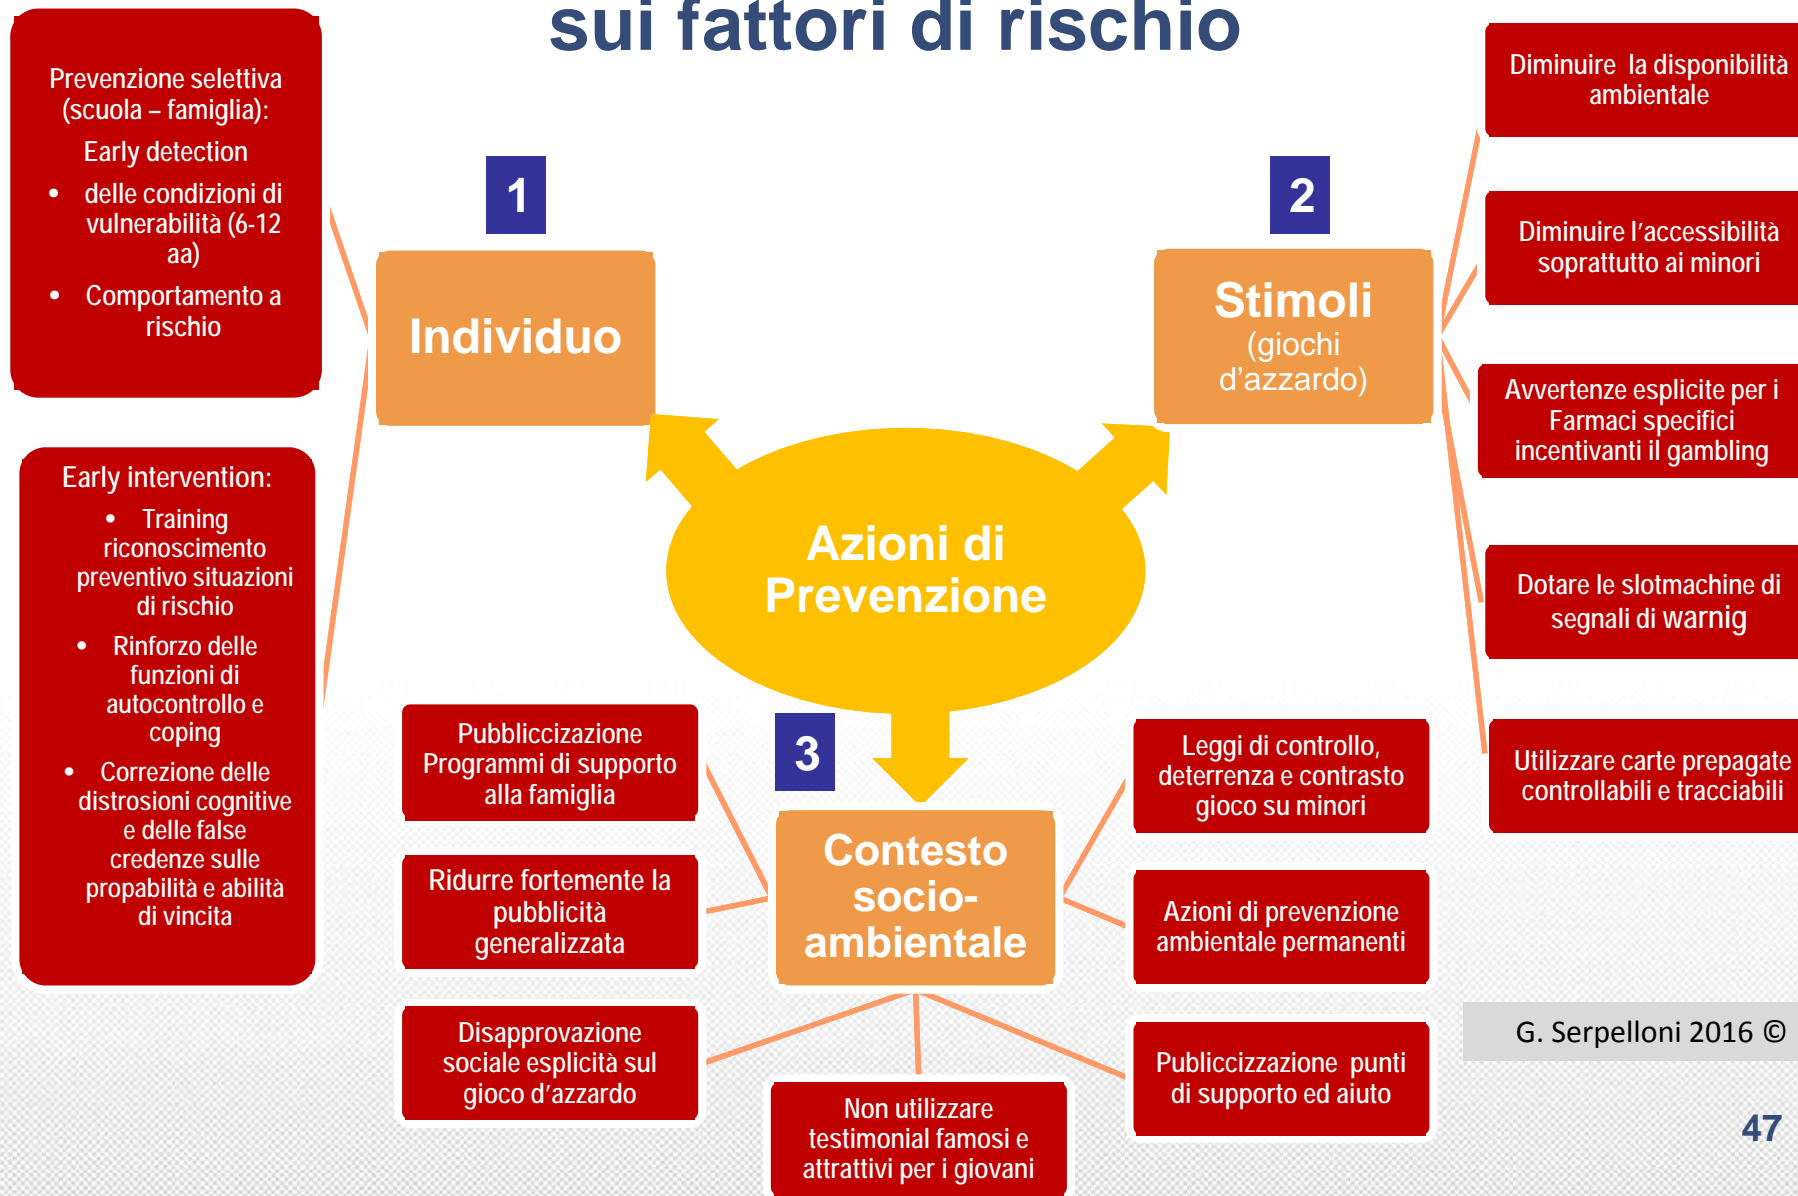 sui fattori di rischio
Prevenzione selettiva
(scuola – famiglia):
Early detection
• delle condizioni di
vulnerabilità (6-12
aa)
• Comportamento a
rischio
Early intervention:
• Training
riconoscimento
preventivo situazioni
di rischio
• Rinforzo delle
funzioni di
autocontrollo e
coping
• Correzione delle
distrosioni cognitive
e delle false
credenze sulle
propabilità e abilità
di vincita
1
Individuo
2
Stimoli
(giochi
d'azzardo)
Diminuire la disponibilità
ambientale
Diminuire l'accessibilità
soprattutto ai minori
Avvertenze esplicite per i
Farmaci specifici
incentivanti il gambling
Dotare le slotmachine di
segnali di warnig
Utilizzare carte prepagate
controllabili e tracciabili
Azioni di
Prevenzione
3
Contesto
socio-
ambientale
Pubbliccizazione
Programmi di supporto
alla famiglia
Ridurre fortemente la
pubblicità
generalizzata
Disapprovazione
sociale esplicità sul
gioco d'azzardo
Non utilizzare
testimonial famosi e
attrattivi per i giovani
Leggi di controllo,
deterrenza e contrasto
gioco su minori
Azioni di prevenzione
ambientale permanenti
Publiccizzazione punti
di supporto ed aiuto
G. Serpelloni 2016 ©
47